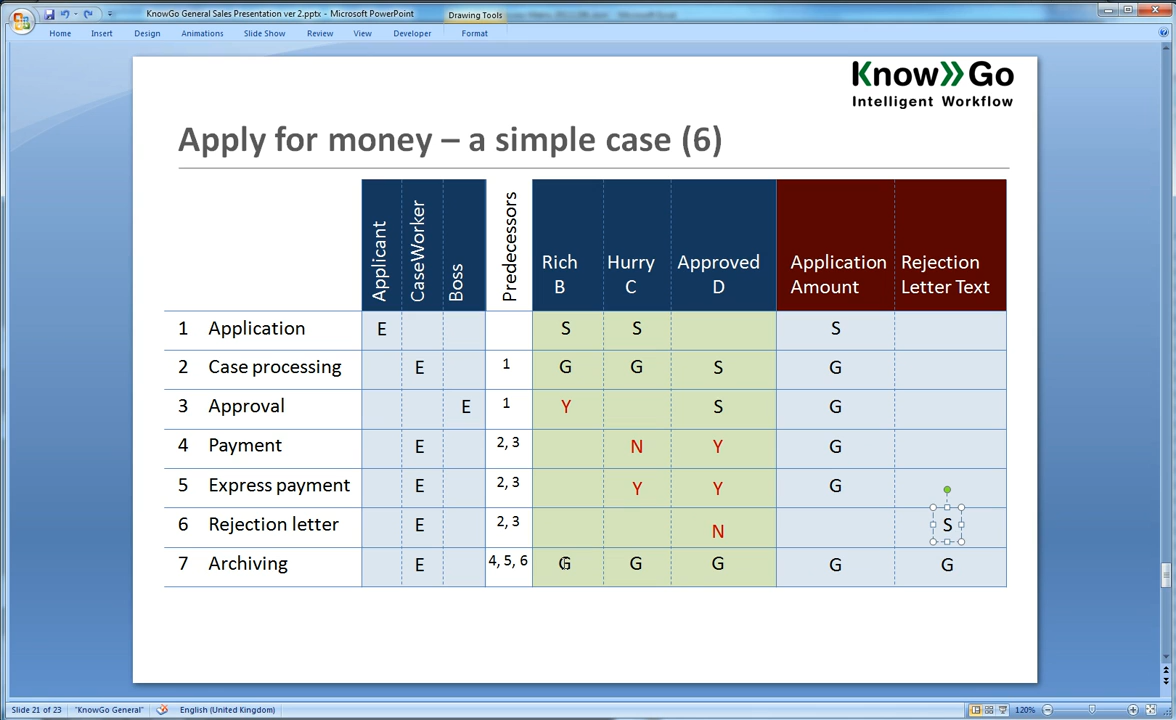 KnowGo General Sales Presentation ver 2.pptx - Microsoft PowerPoint
Drawing Tools
Home Insert Design Animations Slide Show Review View Developer Format
Know»Go
Intelligent Workflow
Apply for money – a simple case (6)
Applicant CaseWorker Boss Predecessors Rich B Hurry C Approved D Application Amount Rejection Letter Text
1 Application E S S S
2 Case processing E 1 G G S G
3 Approval E 1 Y S G
4 Payment E 2, 3 N Y G
5 Express payment E 2, 3 Y Y G
6 Rejection letter E 2, 3 N S
7 Archiving E 4, 5, 6 G G G G G
Slide 21 of 23 "KnowGo General" English (United Kingdom) 120%